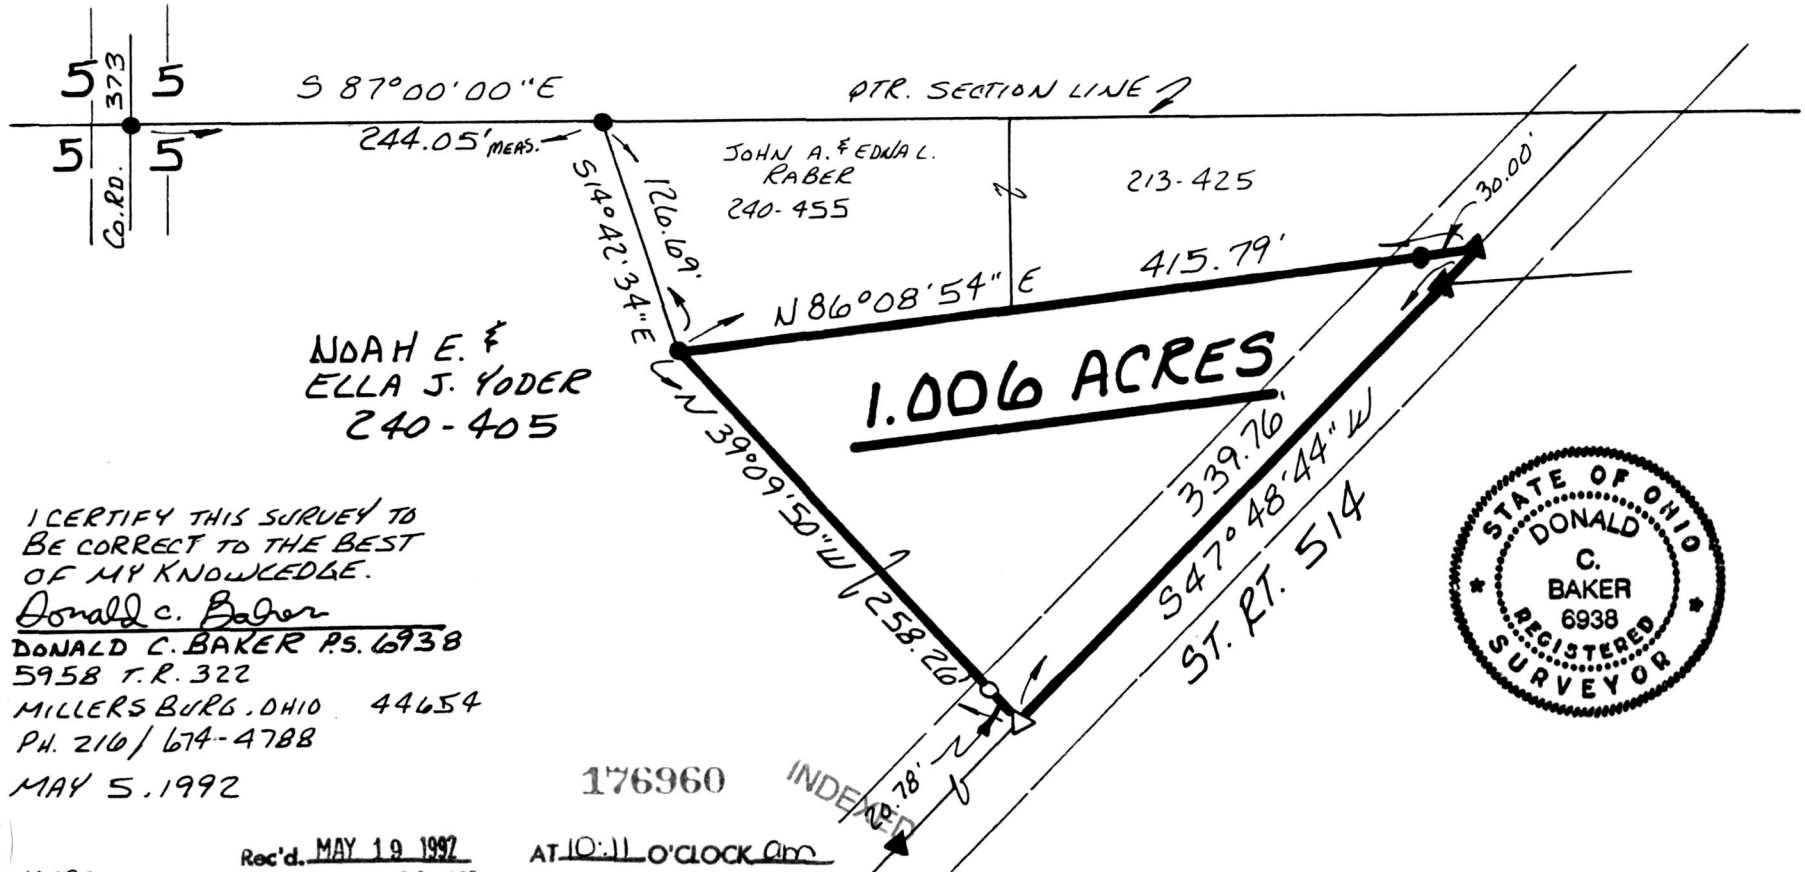 5 373 5
5 5
Co. RD.
S 87°00'00"E
244.05' MEAS.
QTR. SECTION LINE
JOHN A. & EDNA L.
RABER
240-455
213-425
30.00'
S14°42'34"E
126.69'
N 86°08'54" E
415.79'
NOAH E. &
ELLA J. YODER
240-405
1.006 ACRES
N 39°09'50"W
258.26'
339.76'
S 47° 48' 44" W
ST. RT. 514
20.78'
STATE OF OHIO
DONALD
C.
BAKER
6938
REGISTERED
SURVEYOR
I CERTIFY THIS SURVEY TO
BE CORRECT TO THE BEST
OF MY KNOWLEDGE.
Donald C. Baker
DONALD C. BAKER P.S. 6938
5958 T.R. 322
MILLERSBURG, OHIO 44654
PH. 216/674-4788
MAY 5, 1992
176960
INDEXED
Rec'd. MAY 19 1992 AT 10:11 O'CLOCK am